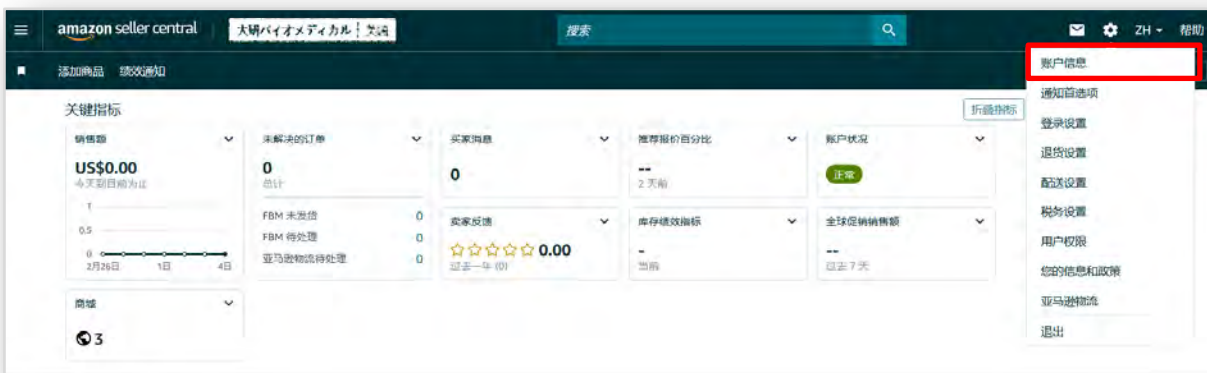 amazon seller central
大研バイオメディカル | 美国
搜索
ZH
帮助
添加商品 绩效通知
账户信息
通知首选项
登录设置
退货设置
配送设置
税务设置
用户权限
您的信息和政策
亚马逊物流
退出
关键指标
折叠指标
销售额
US$0.00
今天到目前为止
1
0.5
0
2月26日 1日 4日
未解决的订单
0
总计
FBM 未发货 0
FBM 待处理 0
亚马逊物流待处理 0
买家消息
0
推荐报价百分比
--
2 天前
账户状况
正常
卖家反馈
0.00
过去一年 (0)
库存绩效指标
-
当前
全球促销销售额
--
过去 7 天
商城
3